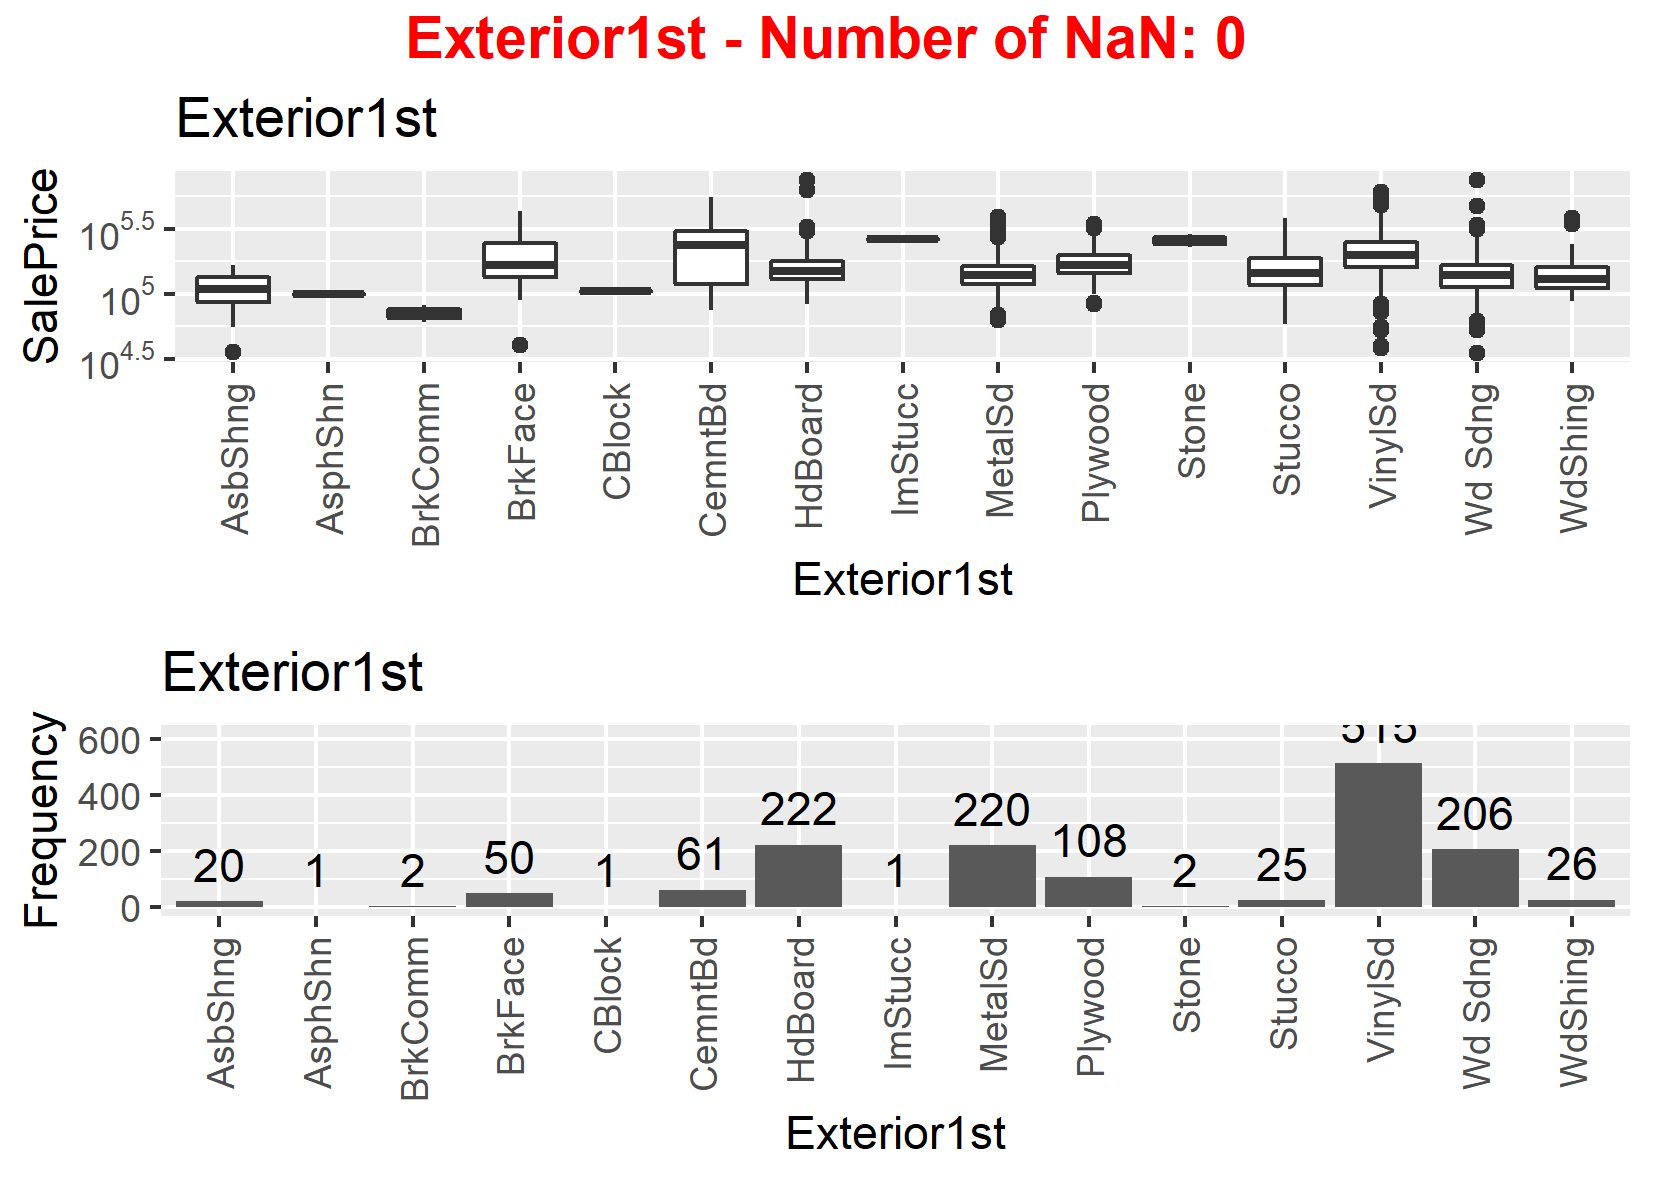 Exterior1st - Number of NaN: 0
Exterior1st
SalePrice
10^5.5
10^5
10^4.5
AsbShng
AsphShn
BrkComm
BrkFace
CBlock
CemntBd
HdBoard
ImStucc
MetalSd
Plywood
Stone
Stucco
VinylSd
Wd Sdng
WdShing
Exterior1st
Exterior1st
Frequency
600
400
200
0
20
1
2
50
1
61
222
1
220
108
2
25
515
206
26
AsbShng
AsphShn
BrkComm
BrkFace
CBlock
CemntBd
HdBoard
ImStucc
MetalSd
Plywood
Stone
Stucco
VinylSd
Wd Sdng
WdShing
Exterior1st